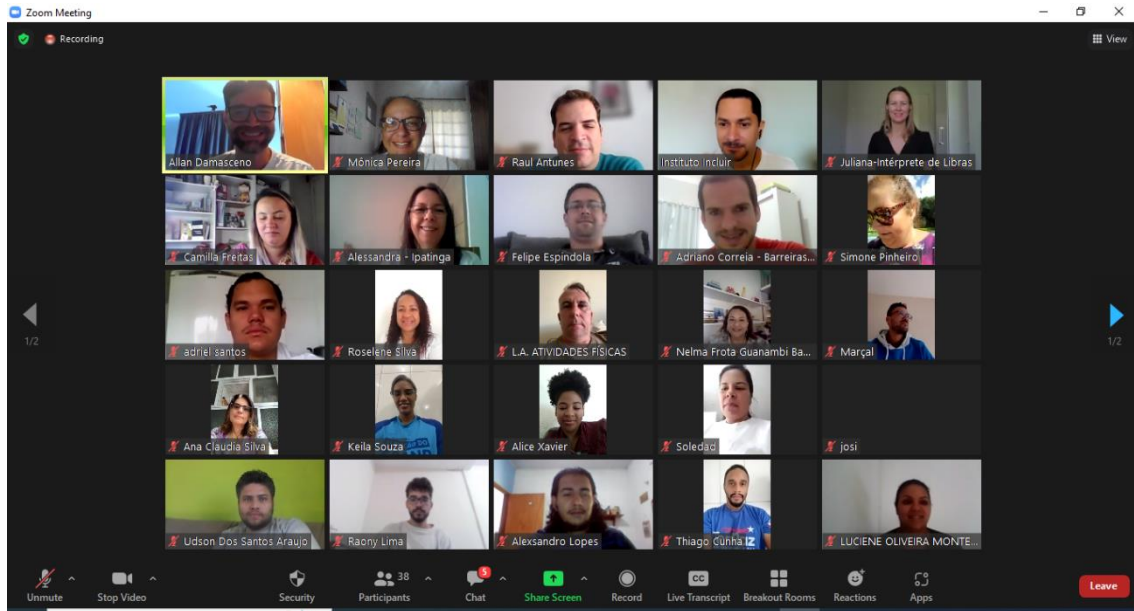 Zoom Meeting
Recording
View
Allan Damasceno
Mônica Pereira
Raul Antunes
Instituto Incluir
Juliana-Intérprete de Libras
Camilla Freitas
Alessandra - Ipatinga
Felipe Espindola
Adriano Correia - Barreiras...
Simone Pinheiro
1/2
1/2
adriel santos
Roselene Silva
L.A. ATIVIDADES FÍSICAS
Nelma Frota Guanambi Ba...
Marçal
Ana Claudia Silva
Keila Souza
Alice Xavier
Soledad
josi
Udson Dos Santos Araujo
Raony Lima
Alexsandro Lopes
Thiago Cunha
LUCIENE OLIVEIRA MONTE...
Unmute
Stop Video
Security
Participants
38
Chat
5
Share Screen
Record
CC
Live Transcript
Breakout Rooms
Reactions
Apps
Leave